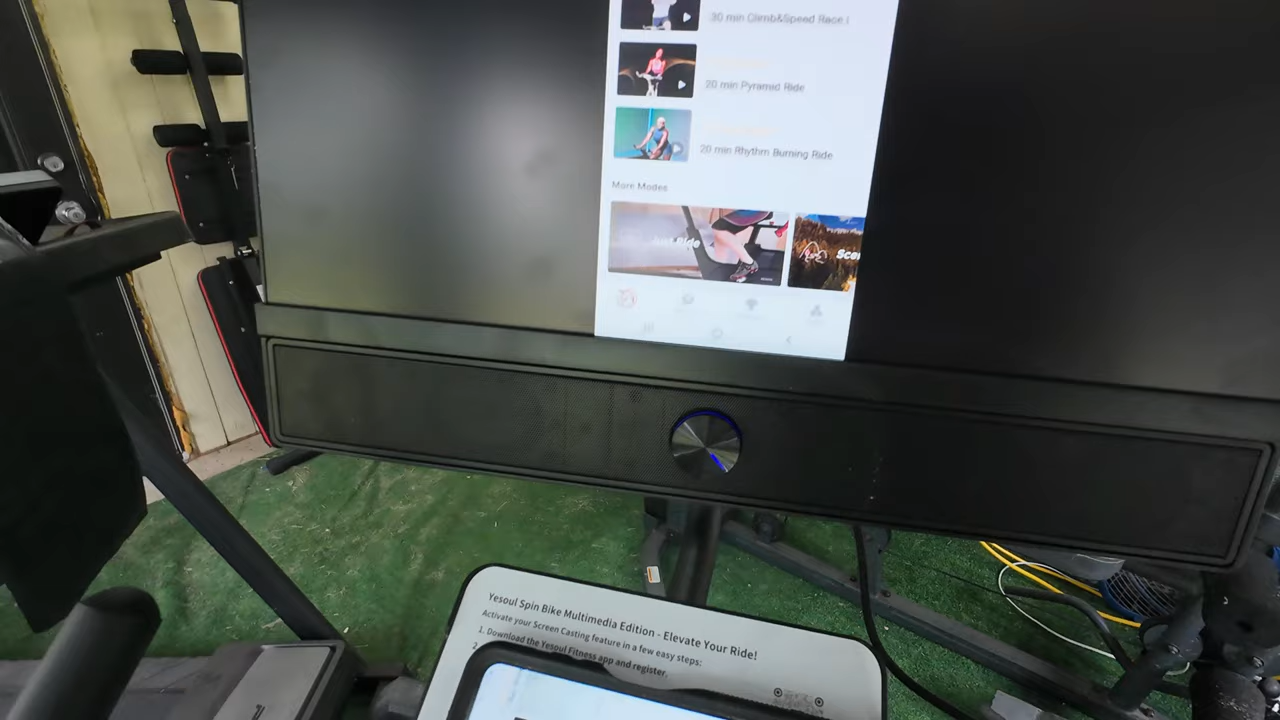 30 min Climb&Speed Race |
20 min Pyramid Ride
20 min Rhythm Burning Ride
More Modes
Just Ride
Yesoul Spin Bike Multimedia Edition - Elevate Your Ride!
Activate your Screen Casting feature in a few easy steps:
1. Download the Yesoul Fitness app and register.
2